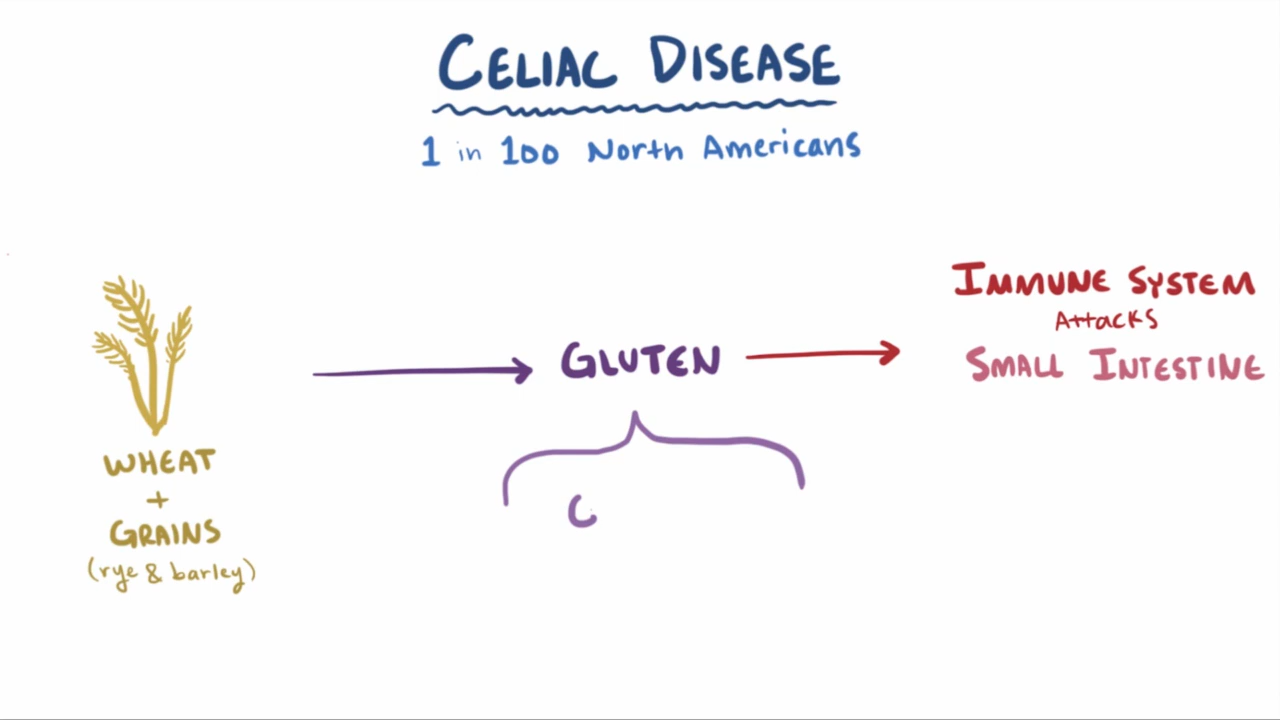 CELIAC DISEASE
1 in 100 North Americans
IMMUNE SYSTEM
ATTACKS
SMALL INTESTINE
GLUTEN
WHEAT
+
GRAINS
(rye & barley)
C